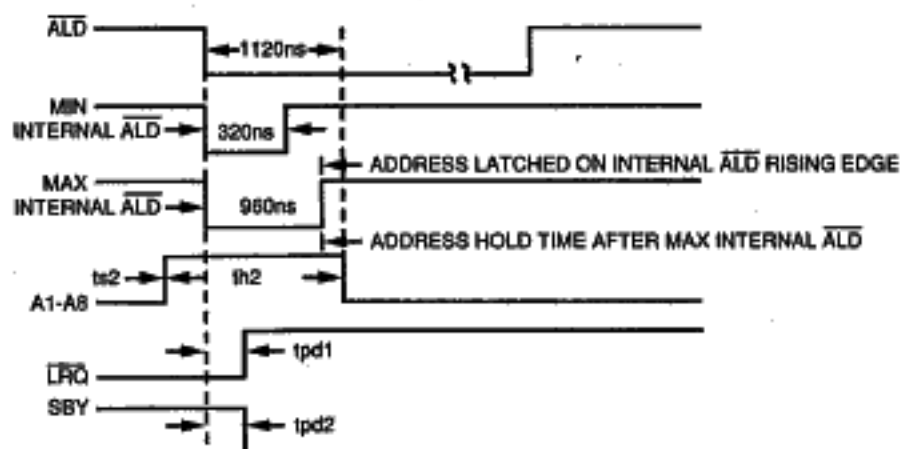 ALD
1120ns
MIN
INTERNAL ALD
320ns
ADDRESS LATCHED ON INTERNAL ALD RISING EDGE
MAX
INTERNAL ALD
960ns
ADDRESS HOLD TIME AFTER MAX INTERNAL ALD
ts2
th2
A1-A8
tpd1
LRQ
SBY
tpd2